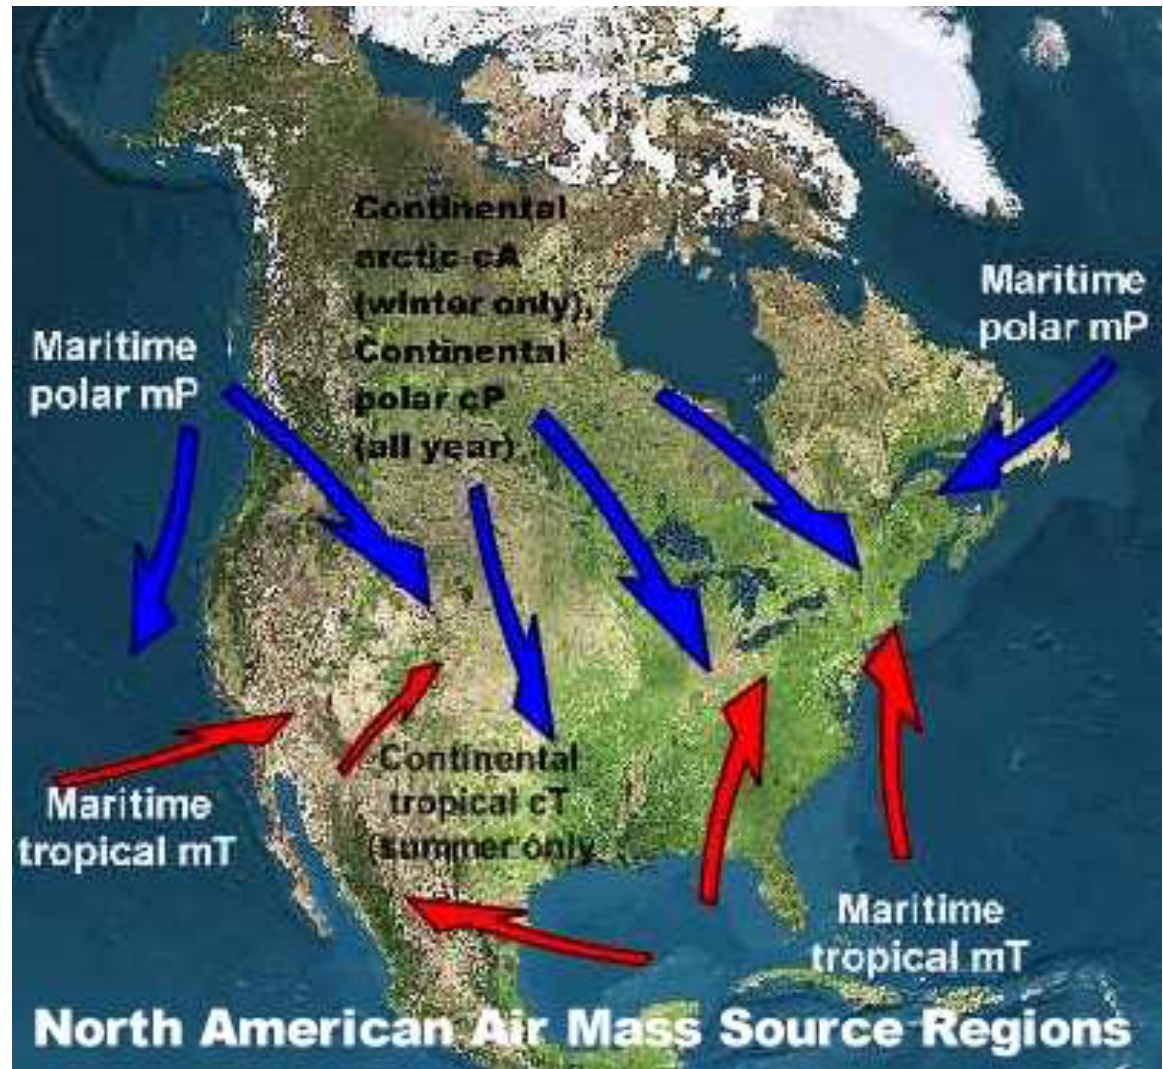 Continental
arctic cA
(winter only),
Continental
polar cP
(all year)
Maritime
polar mP
Maritime
polar mP
Continental
tropical cT
(summer only
Maritime
tropical mT
Maritime
tropical mT
North American Air Mass Source Regions